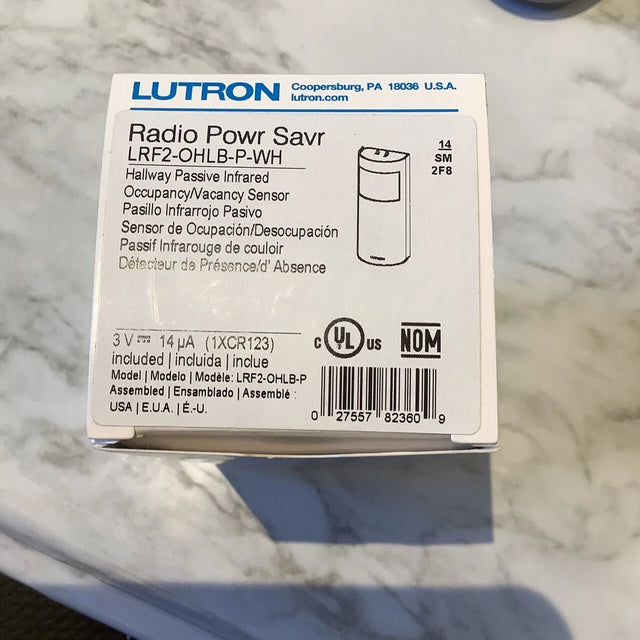 LUTRON Coopersburg, PA 18036 U.S.A.
lutron.com
Radio Powr Savr
LRF2-OHLB-P-WH
Hallway Passive Infrared
Occupancy/Vacancy Sensor
Pasillo Infrarrojo Pasivo
Sensor de Ocupación/Desocupación
Passif Infrarouge de couloir
Détecteur de Présence/d' Absence
14
SM
2F8
3 V 14 µA (1XCR123)
included | incluida | inclue
Model | Modelo | Modèle: LRF2-OHLB-P
Assembled | Ensamblado | Assemblé :
USA | E.U.A. | É.-U.
C UL US NOM
0 27557 82360 9